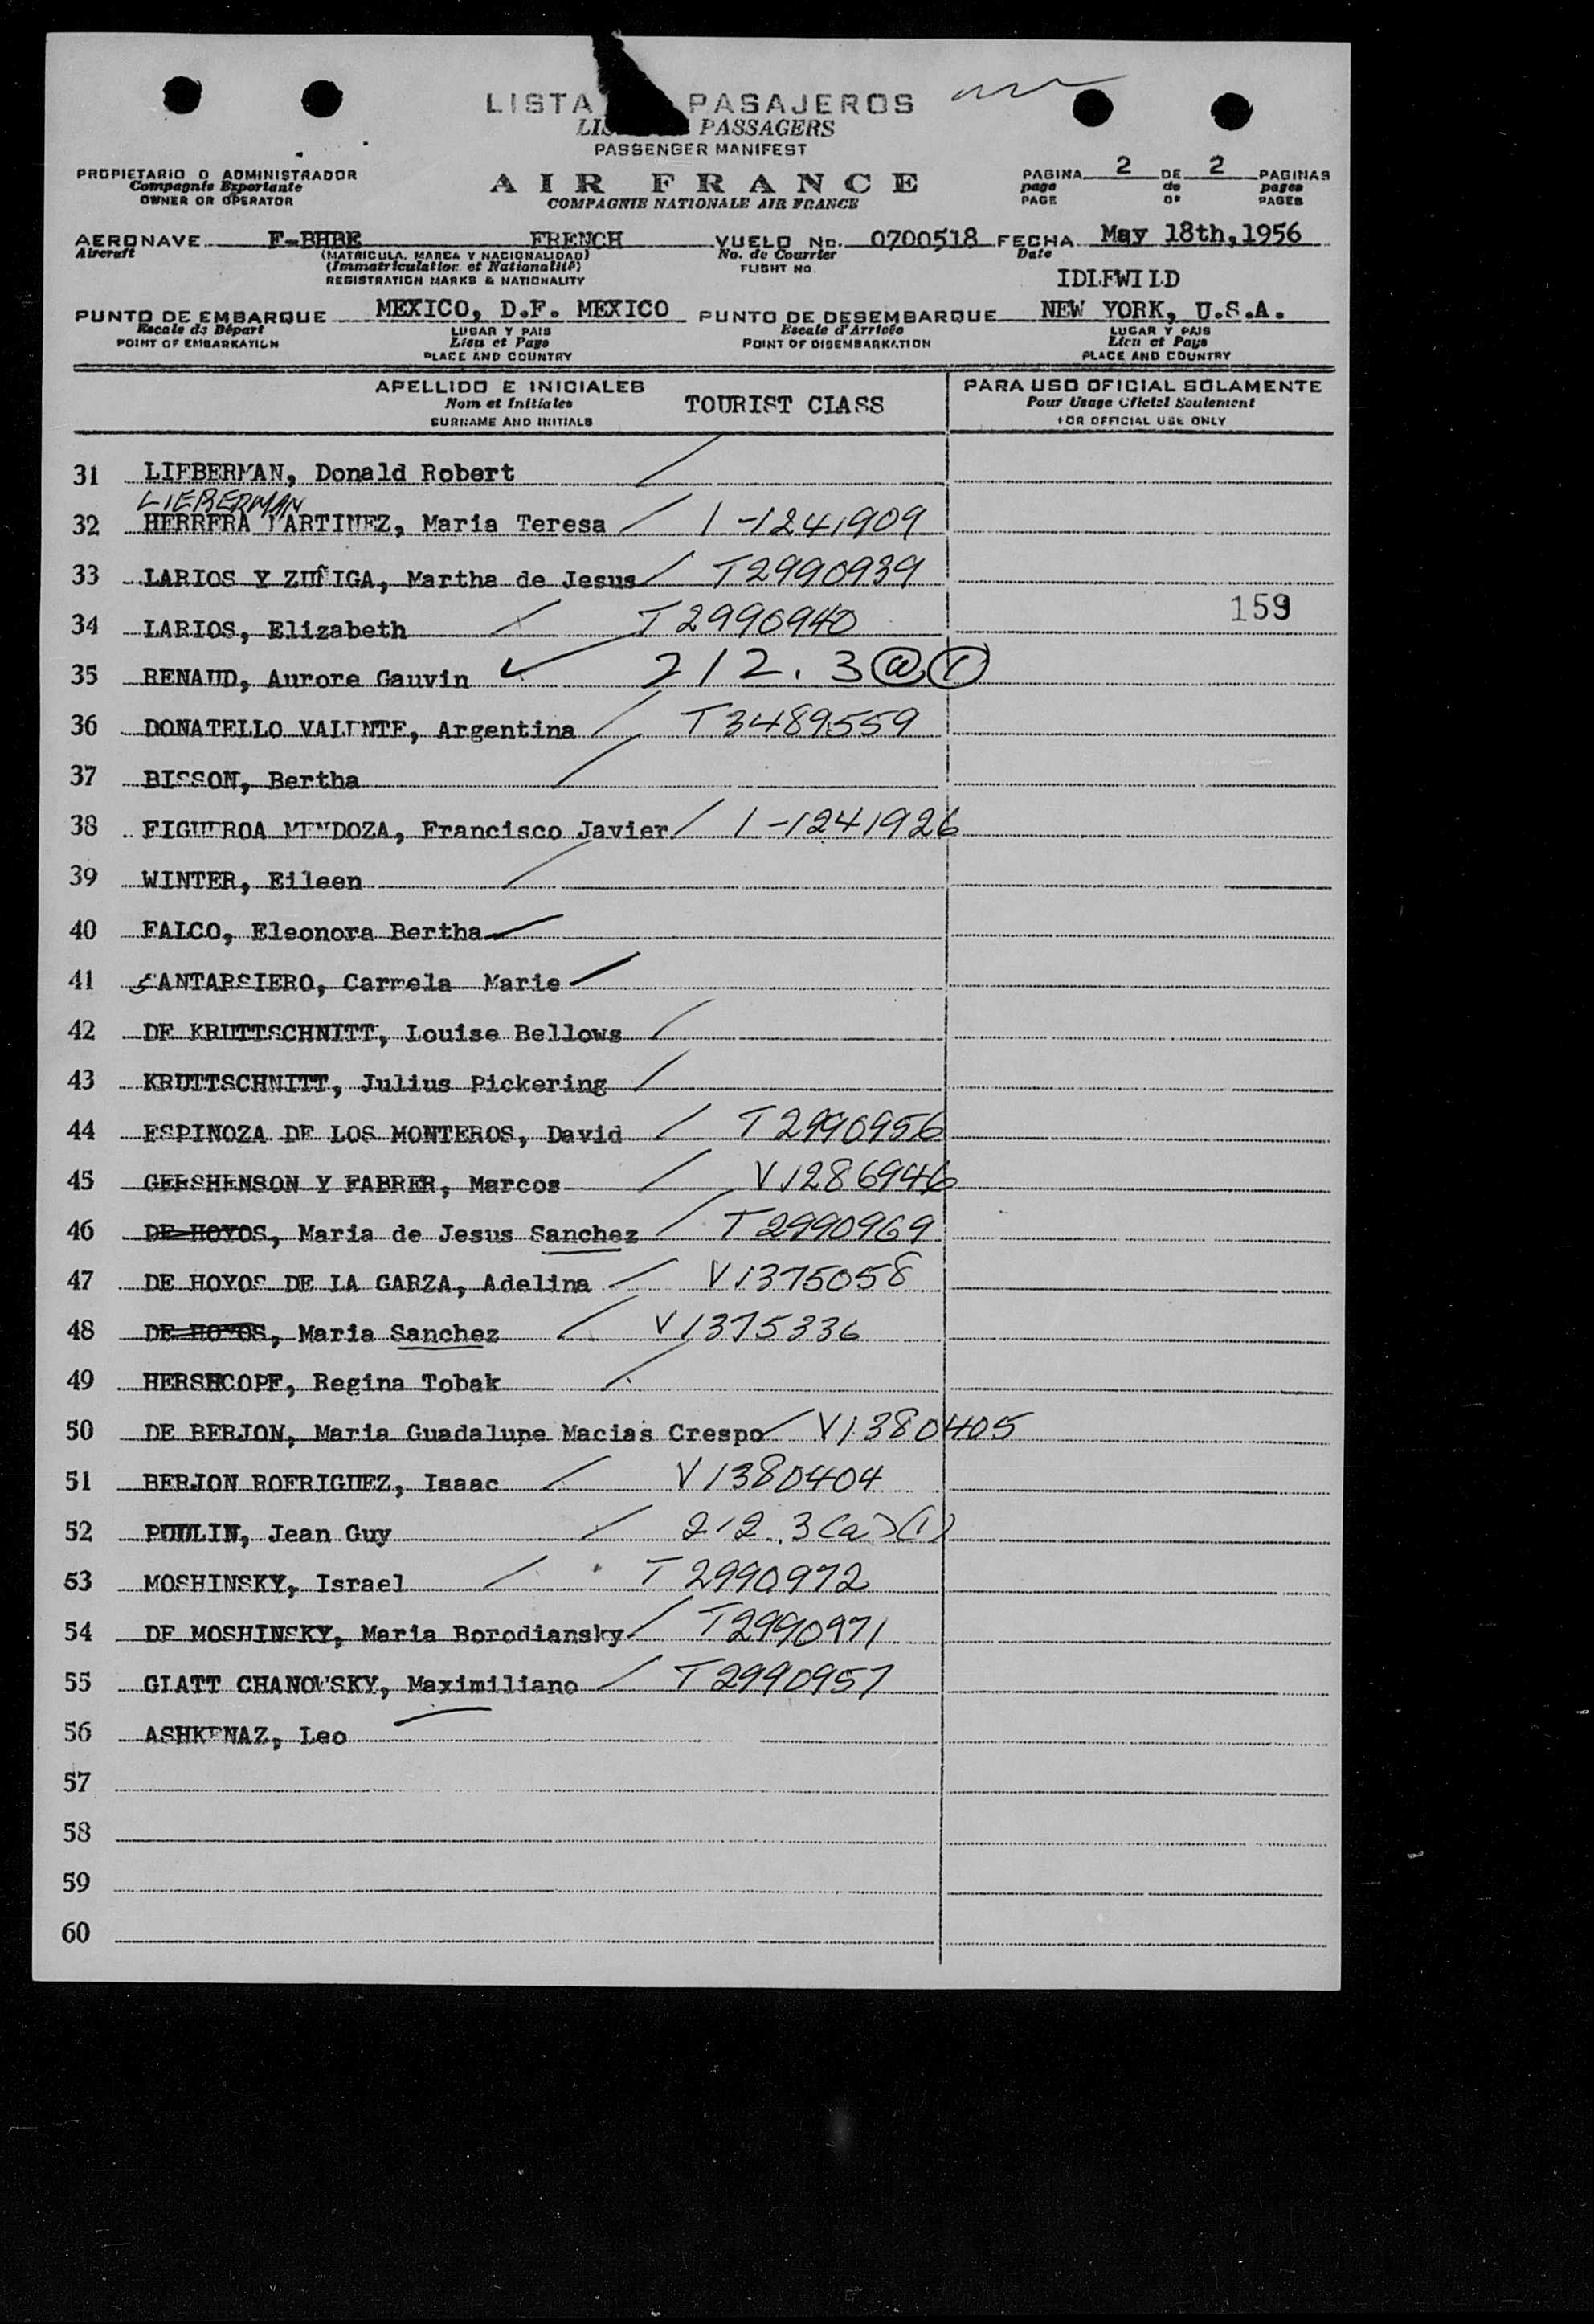 LISTA PASAJEROS
LIS PASSAGERS
PASSENGER MANIFEST
PROPIETARIO O ADMINISTRADOR
Compagnie Exportante
OWNER OR OPERATOR
AIR FRANCE
COMPAGNIE NATIONALE AIR FRANCE
PAGINA 2 DE 2 PAGINAS
page de pages
PAGE OF PAGES
AERONAVE F-BHBE FRENCH VUELO No. 0700518 FECHA May 18th, 1956
Aircraft (MATRICULA, MARCA Y NACIONALIDAD) No. de Courrier Date
(Immatriculation et Nationalité) FLIGHT NO.
REGISTRATION MARKS & NATIONALITY
IDLEWILD
PUNTO DE EMBARQUE MEXICO, D.F. MEXICO PUNTO DE DESEMBARQUE NEW YORK, U.S.A.
Escale de Départ LUGAR Y PAIS Escale d'Arrivée LUGAR Y PAIS
POINT OF EMBARKATION Lieu et Pays POINT OF DISEMBARKATION Lieu et Pays
PLACE AND COUNTRY PLACE AND COUNTRY
APELLIDO E INICIALES PARA USO OFICIAL SOLAMENTE
Nom et Initiales TOURIST CLASS Pour Usage Officiel Seulement
SURNAME AND INITIALS FOR OFFICIAL USE ONLY
31 LIEBERMAN, Donald Robert
LIEBERMAN
32 HERRERA MARTINEZ, Maria Teresa / 1-1241909
33 LARIOS Y ZUÑIGA, Martha de Jesus / T2990939
159
34 LARIOS, Elizabeth / T2990940
35 RENAUD, Aurore Gauvin ✓ 212.3(a)(1)
36 DONATELLO VALENTE, Argentina / T3489559
37 BISSON, Bertha /
38 FIGUEROA MENDOZA, Francisco Javier / 1-1241926
39 WINTER, Eileen /
40 FALCO, Eleonora Bertha /
41 SANTARSIERO, Carmela Marie /
42 DE KRUTTSCHNITT, Louise Bellows /
43 KRUTTSCHNITT, Julius Pickering /
44 ESPINOZA DE LOS MONTEROS, David / T2990956
45 GERSHENSON Y FABRER, Marcos / V1286946
46 DE HOYOS, Maria de Jesus Sanchez / T2990969
47 DE HOYOS DE LA GARZA, Adelina / V1375058
48 DE HOYOS, Maria Sanchez / V1375336
49 HERSHCOPF, Regina Tobak /
50 DE BERJON, Maria Guadalupe Macias Crespo / V1380405
51 BERJON ROFRIGUEZ, Isaac / V1380404
52 POULIN, Jean Guy / 212.3(a)(1)
53 MOSHINSKY, Israel / T2990972
54 DE MOSHINSKY, Maria Borodiansky / T2990971
55 GLATT CHANOWSKY, Maximiliano / T2990957
56 ASHKENAZ, Leo
57
58
59
60